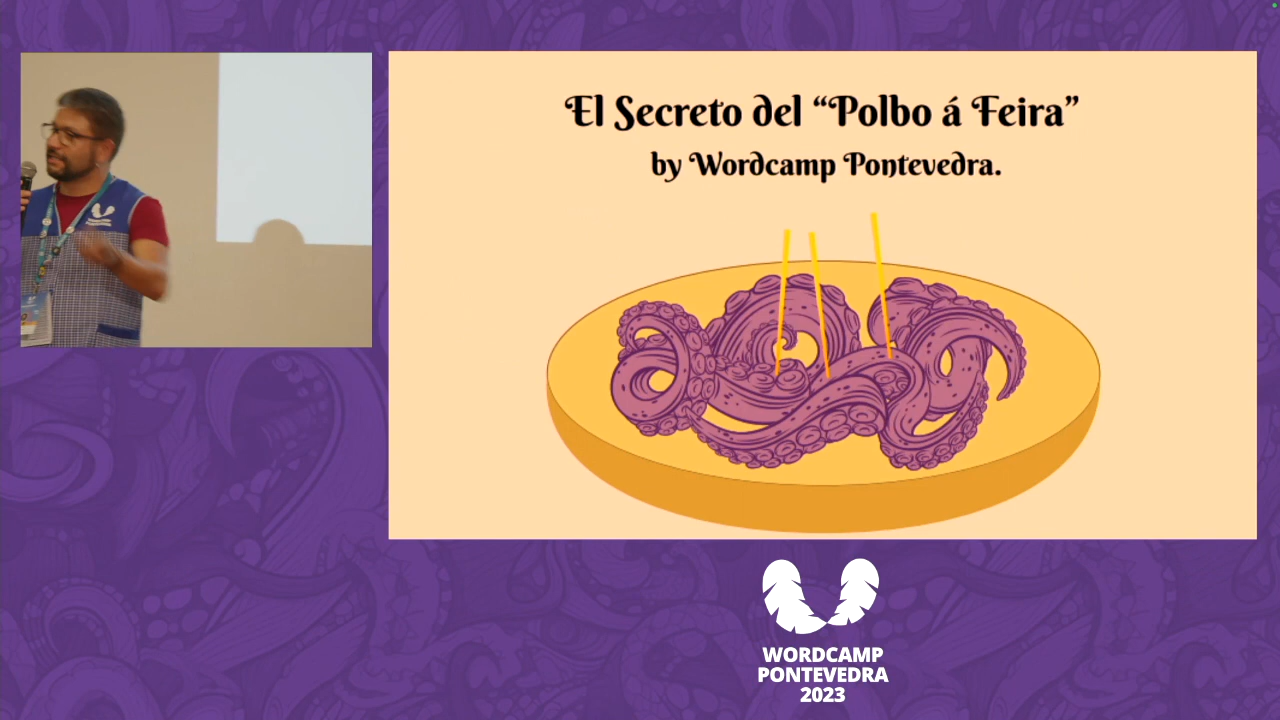 El Secreto del “Polbo á Feira”
by Wordcamp Pontevedra.
WORDCAMP
PONTEVEDRA
2023